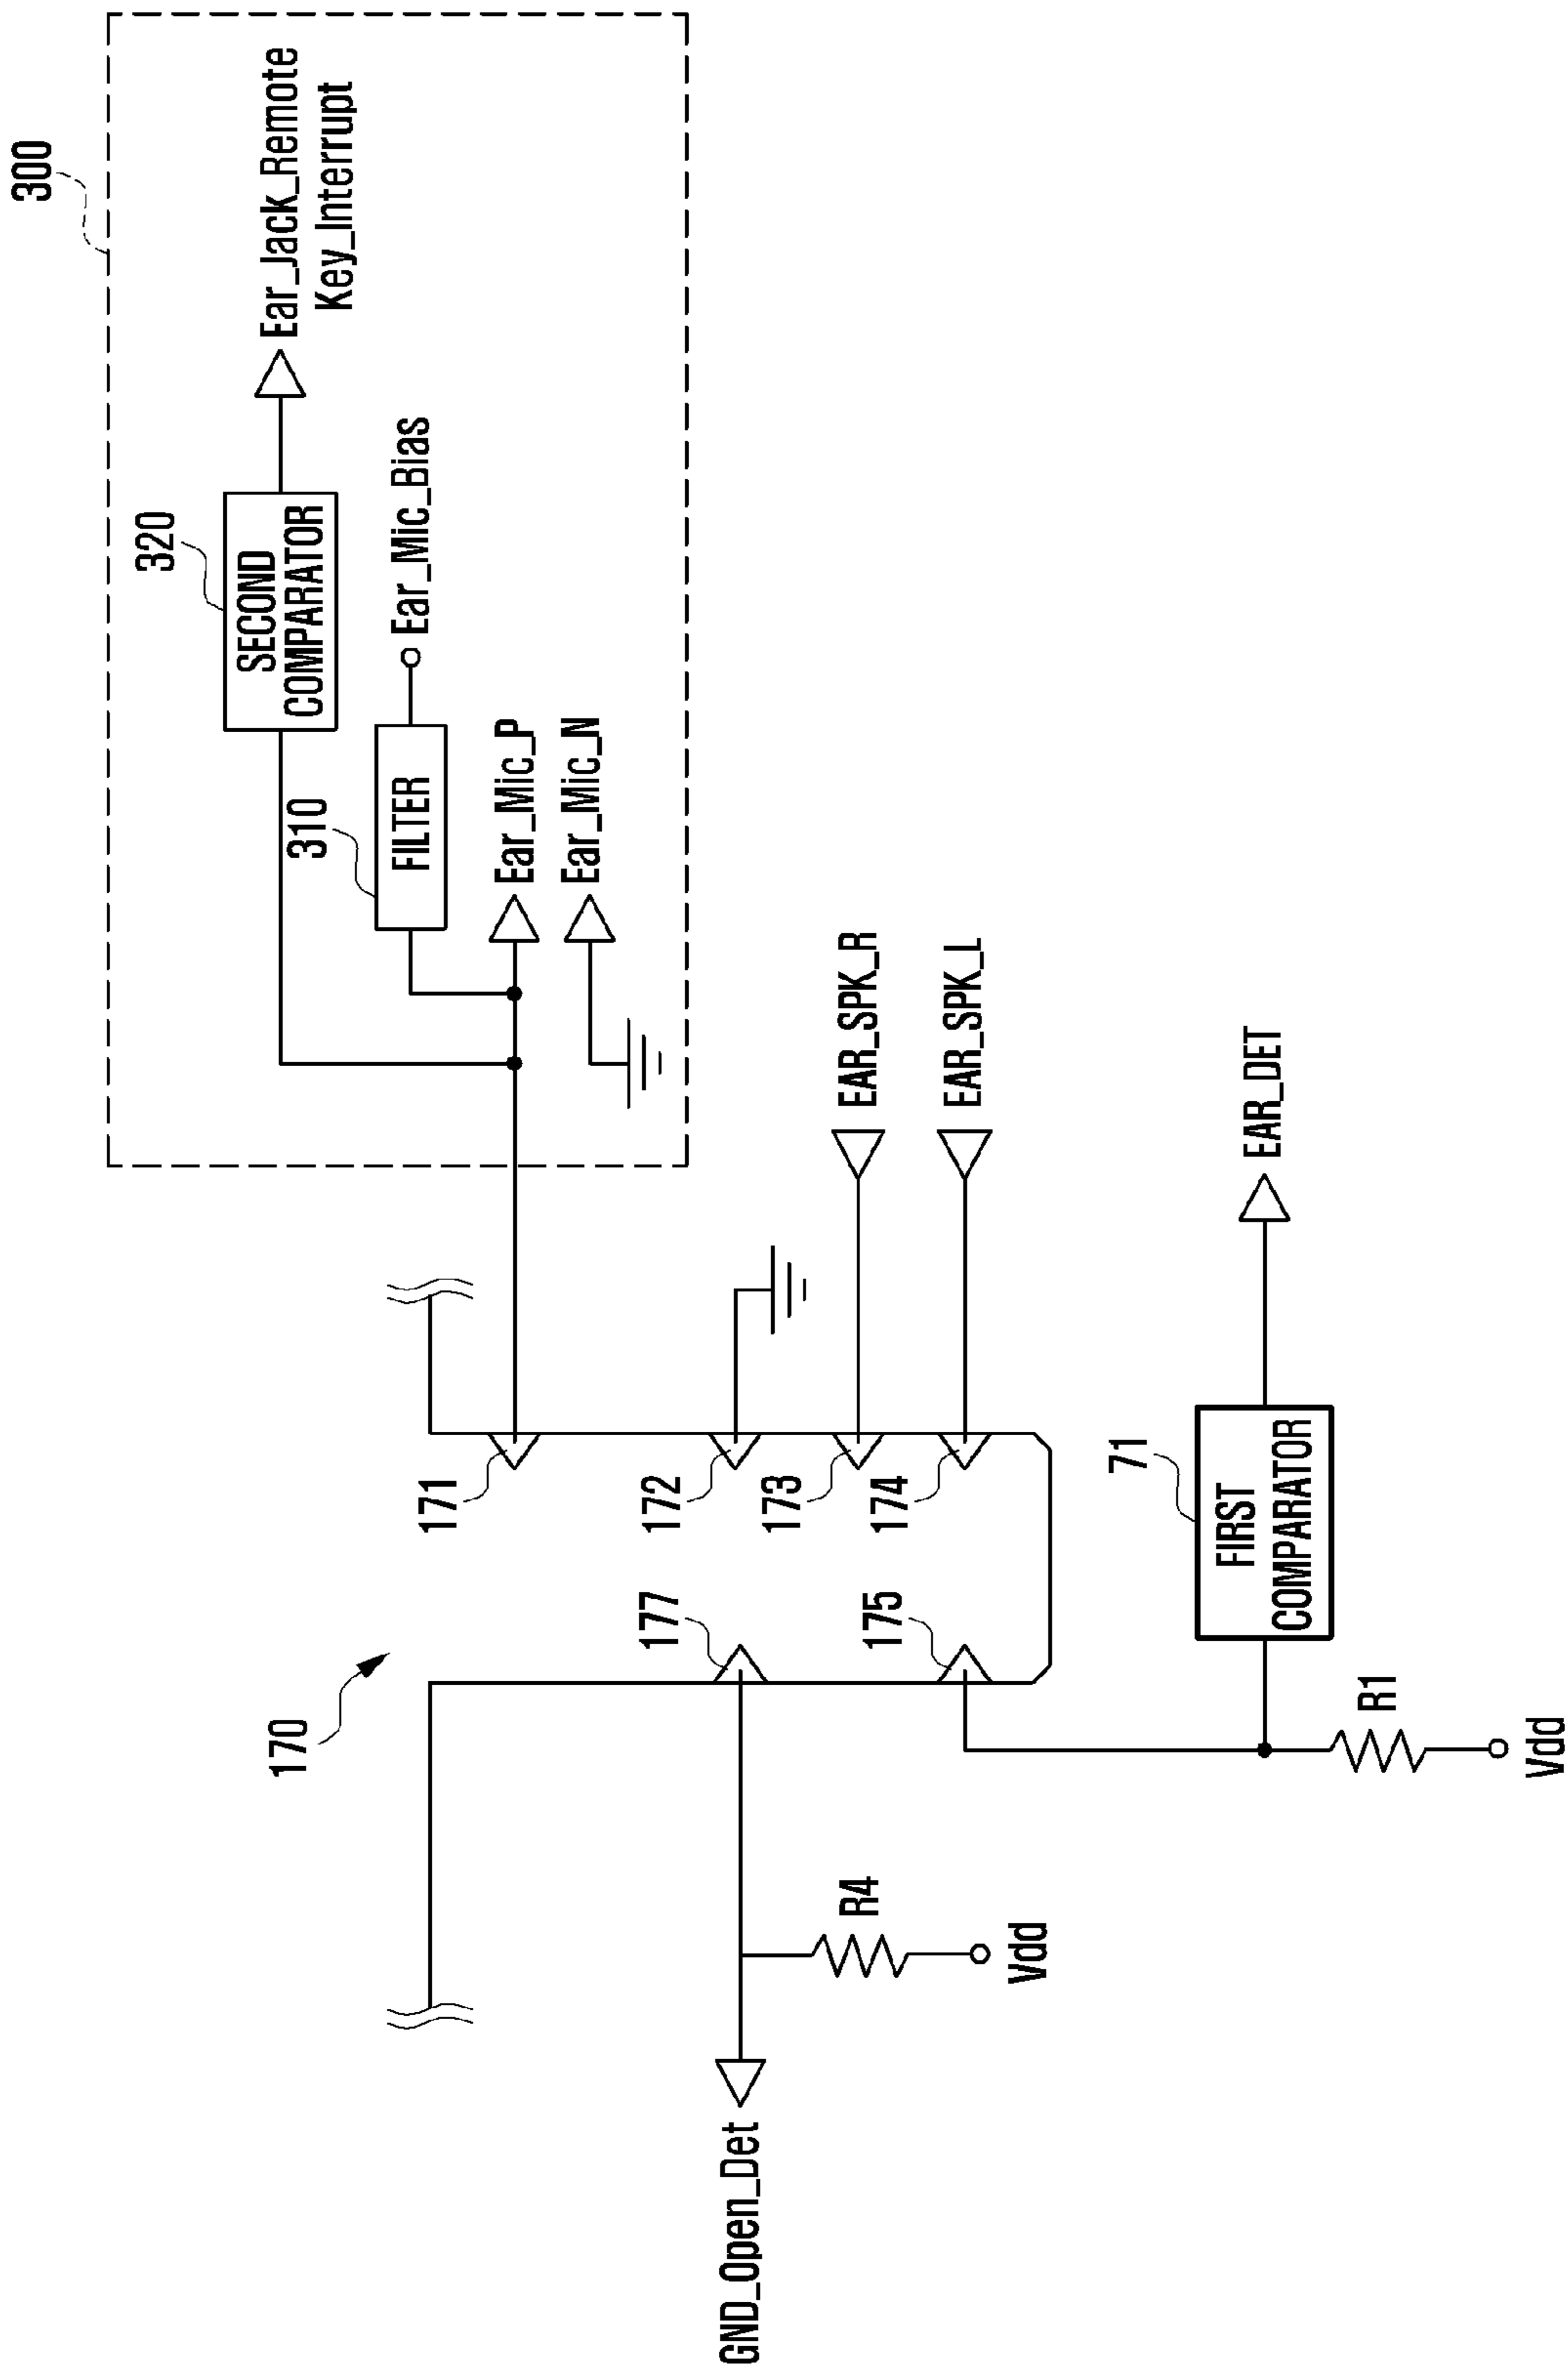 300
Ear_Jack_Remote
Key_Interrupt
320
SECOND
COMPARATOR
310
FILTER
Ear_Mic_Bias
Ear_Mic_P
Ear_Mic_N
EAR_SPK_R
EAR_SPK_L
EAR_DET
171
172
173
174
177
175
170
71
FIRST
COMPARATOR
R1
Vdd
R4
Vdd
GND_Open_Det